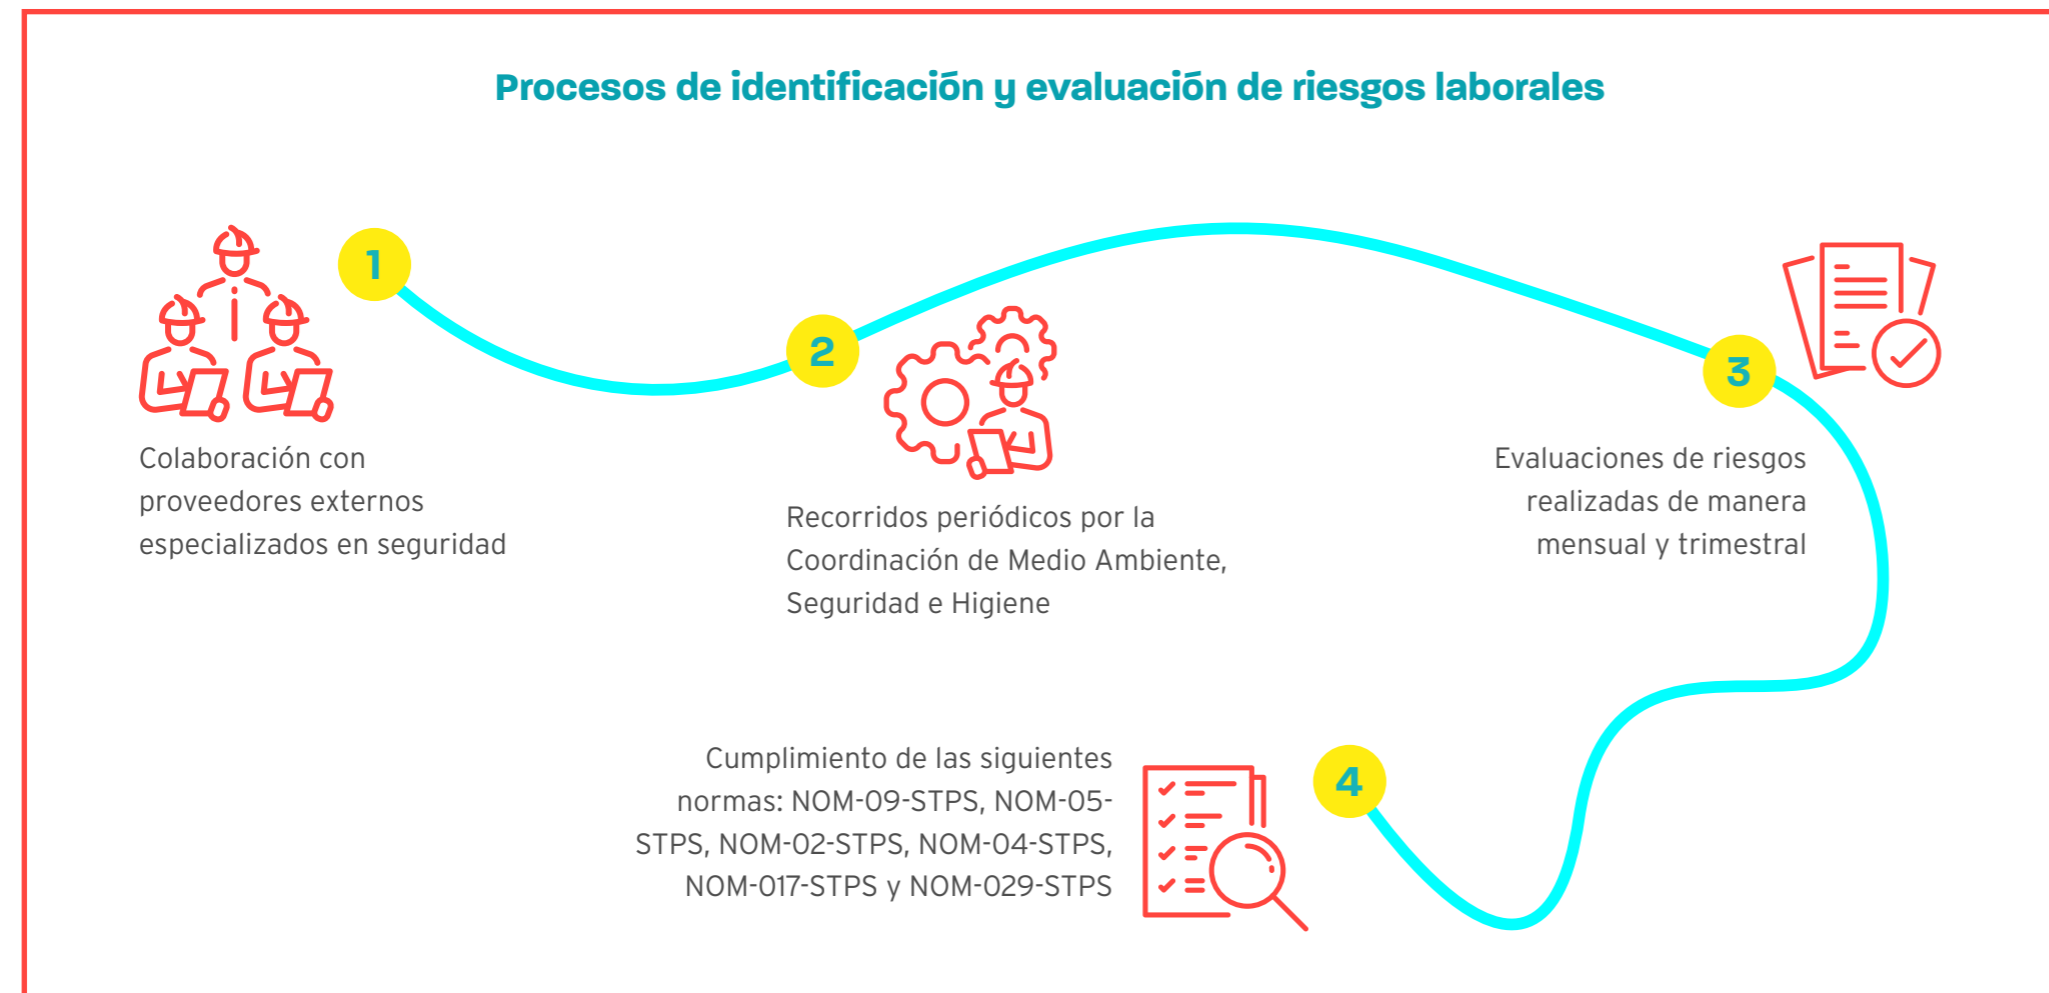 Procesos de identificación y evaluación de riesgos laborales
1
Colaboración con
proveedores externos
especializados en seguridad
2
Recorridos periódicos por la
Coordinación de Medio Ambiente,
Seguridad e Higiene
3
Evaluaciones de riesgos
realizadas de manera
mensual y trimestral
4
Cumplimiento de las siguientes
normas: NOM-09-STPS, NOM-05-
STPS, NOM-02-STPS, NOM-04-STPS,
NOM-017-STPS y NOM-029-STPS